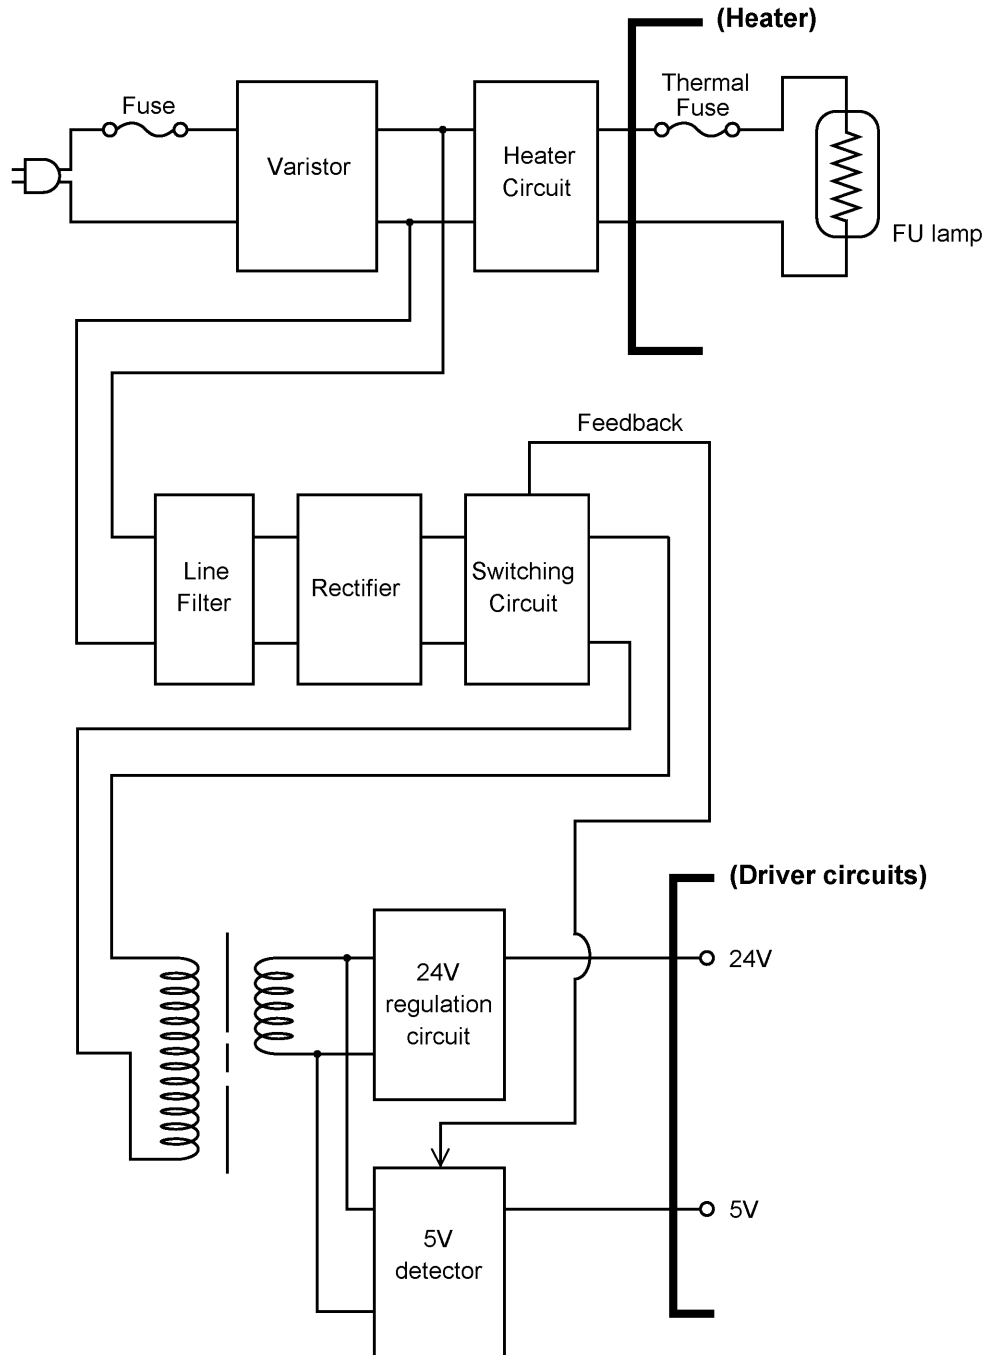 (Heater)
Fuse
Thermal
Fuse
Varistor
Heater
Circuit
FU lamp
Feedback
Line
Filter
Rectifier
Switching
Circuit
(Driver circuits)
24V
regulation
circuit
24V
5V
detector
5V